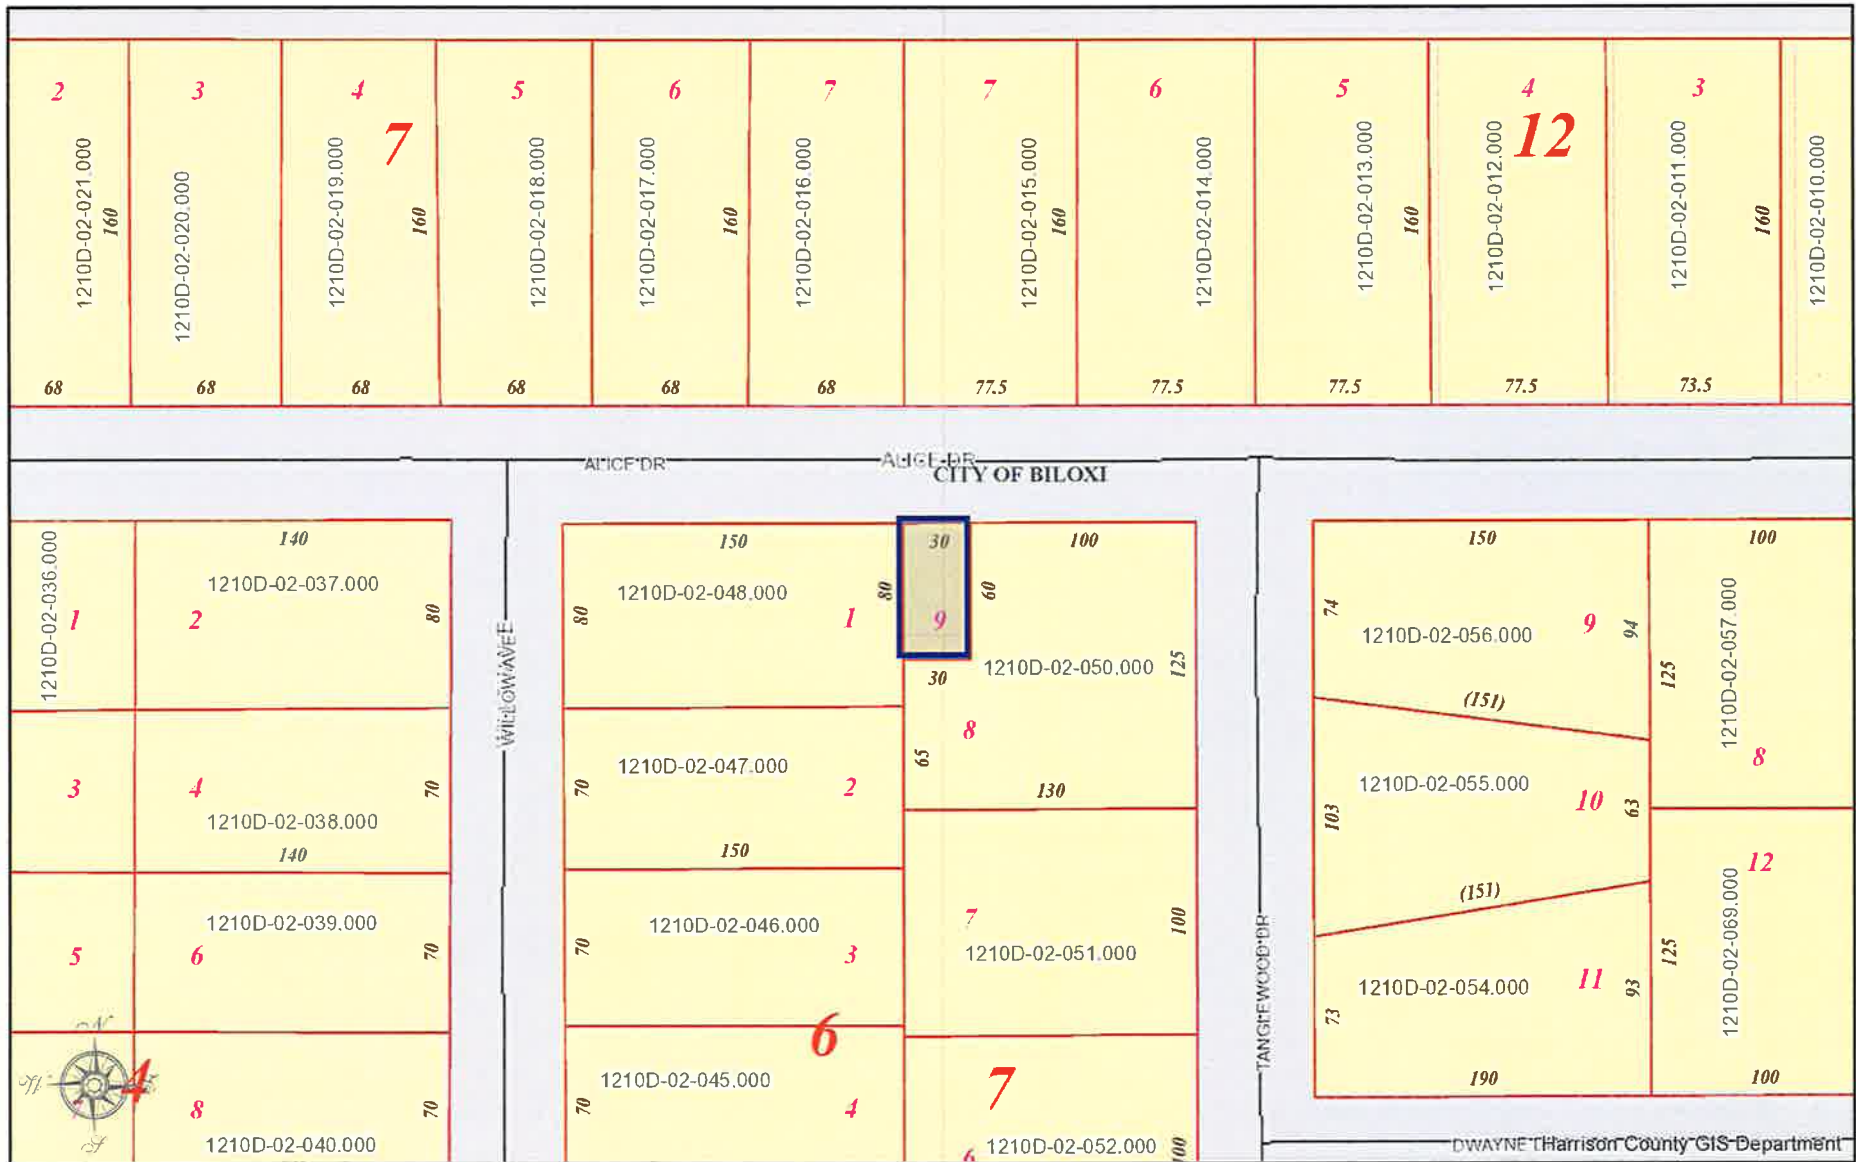 2 3 4 5 6 7 7 6 5 4 3
7 12
1210D-02-021.000 160 1210D-02-020.000 1210D-02-019.000 160 1210D-02-018.000 1210D-02-017.000 160 1210D-02-016.000 1210D-02-015.000 160 1210D-02-014.000 1210D-02-013.000 160 1210D-02-012.000 1210D-02-011.000 160 1210D-02-010.000
68 68 68 68 68 68 77.5 77.5 77.5 77.5 73.5
ALICE DR ALICE DR
CITY OF BILOXI
1210D-02-036.000
1
140
1210D-02-037.000
2 80
3 4 70
1210D-02-038.000
140
1210D-02-039.000
5 6 70
N
W
S
4
8 70
1210D-02-040.000
WILLOW AVE
150
1210D-02-048.000
80 1 80
1210D-02-047.000
70 2
150
1210D-02-046.000
70 3
6
1210D-02-045.000
70 4
30
9
60
30
100
1210D-02-050.000
125
8
65
130
7
100
1210D-02-051.000
7
1210D-02-052.000
6 100
TANGLEWOOD DR
150
74
1210D-02-056.000
9 94
(151)
1210D-02-055.000
103 10 63
(151)
1210D-02-054.000
73 11 93
190
100
1210D-02-057.000
125
8
12
1210D-02-069.000
125
100
DWAYNE Harrison County GIS Department